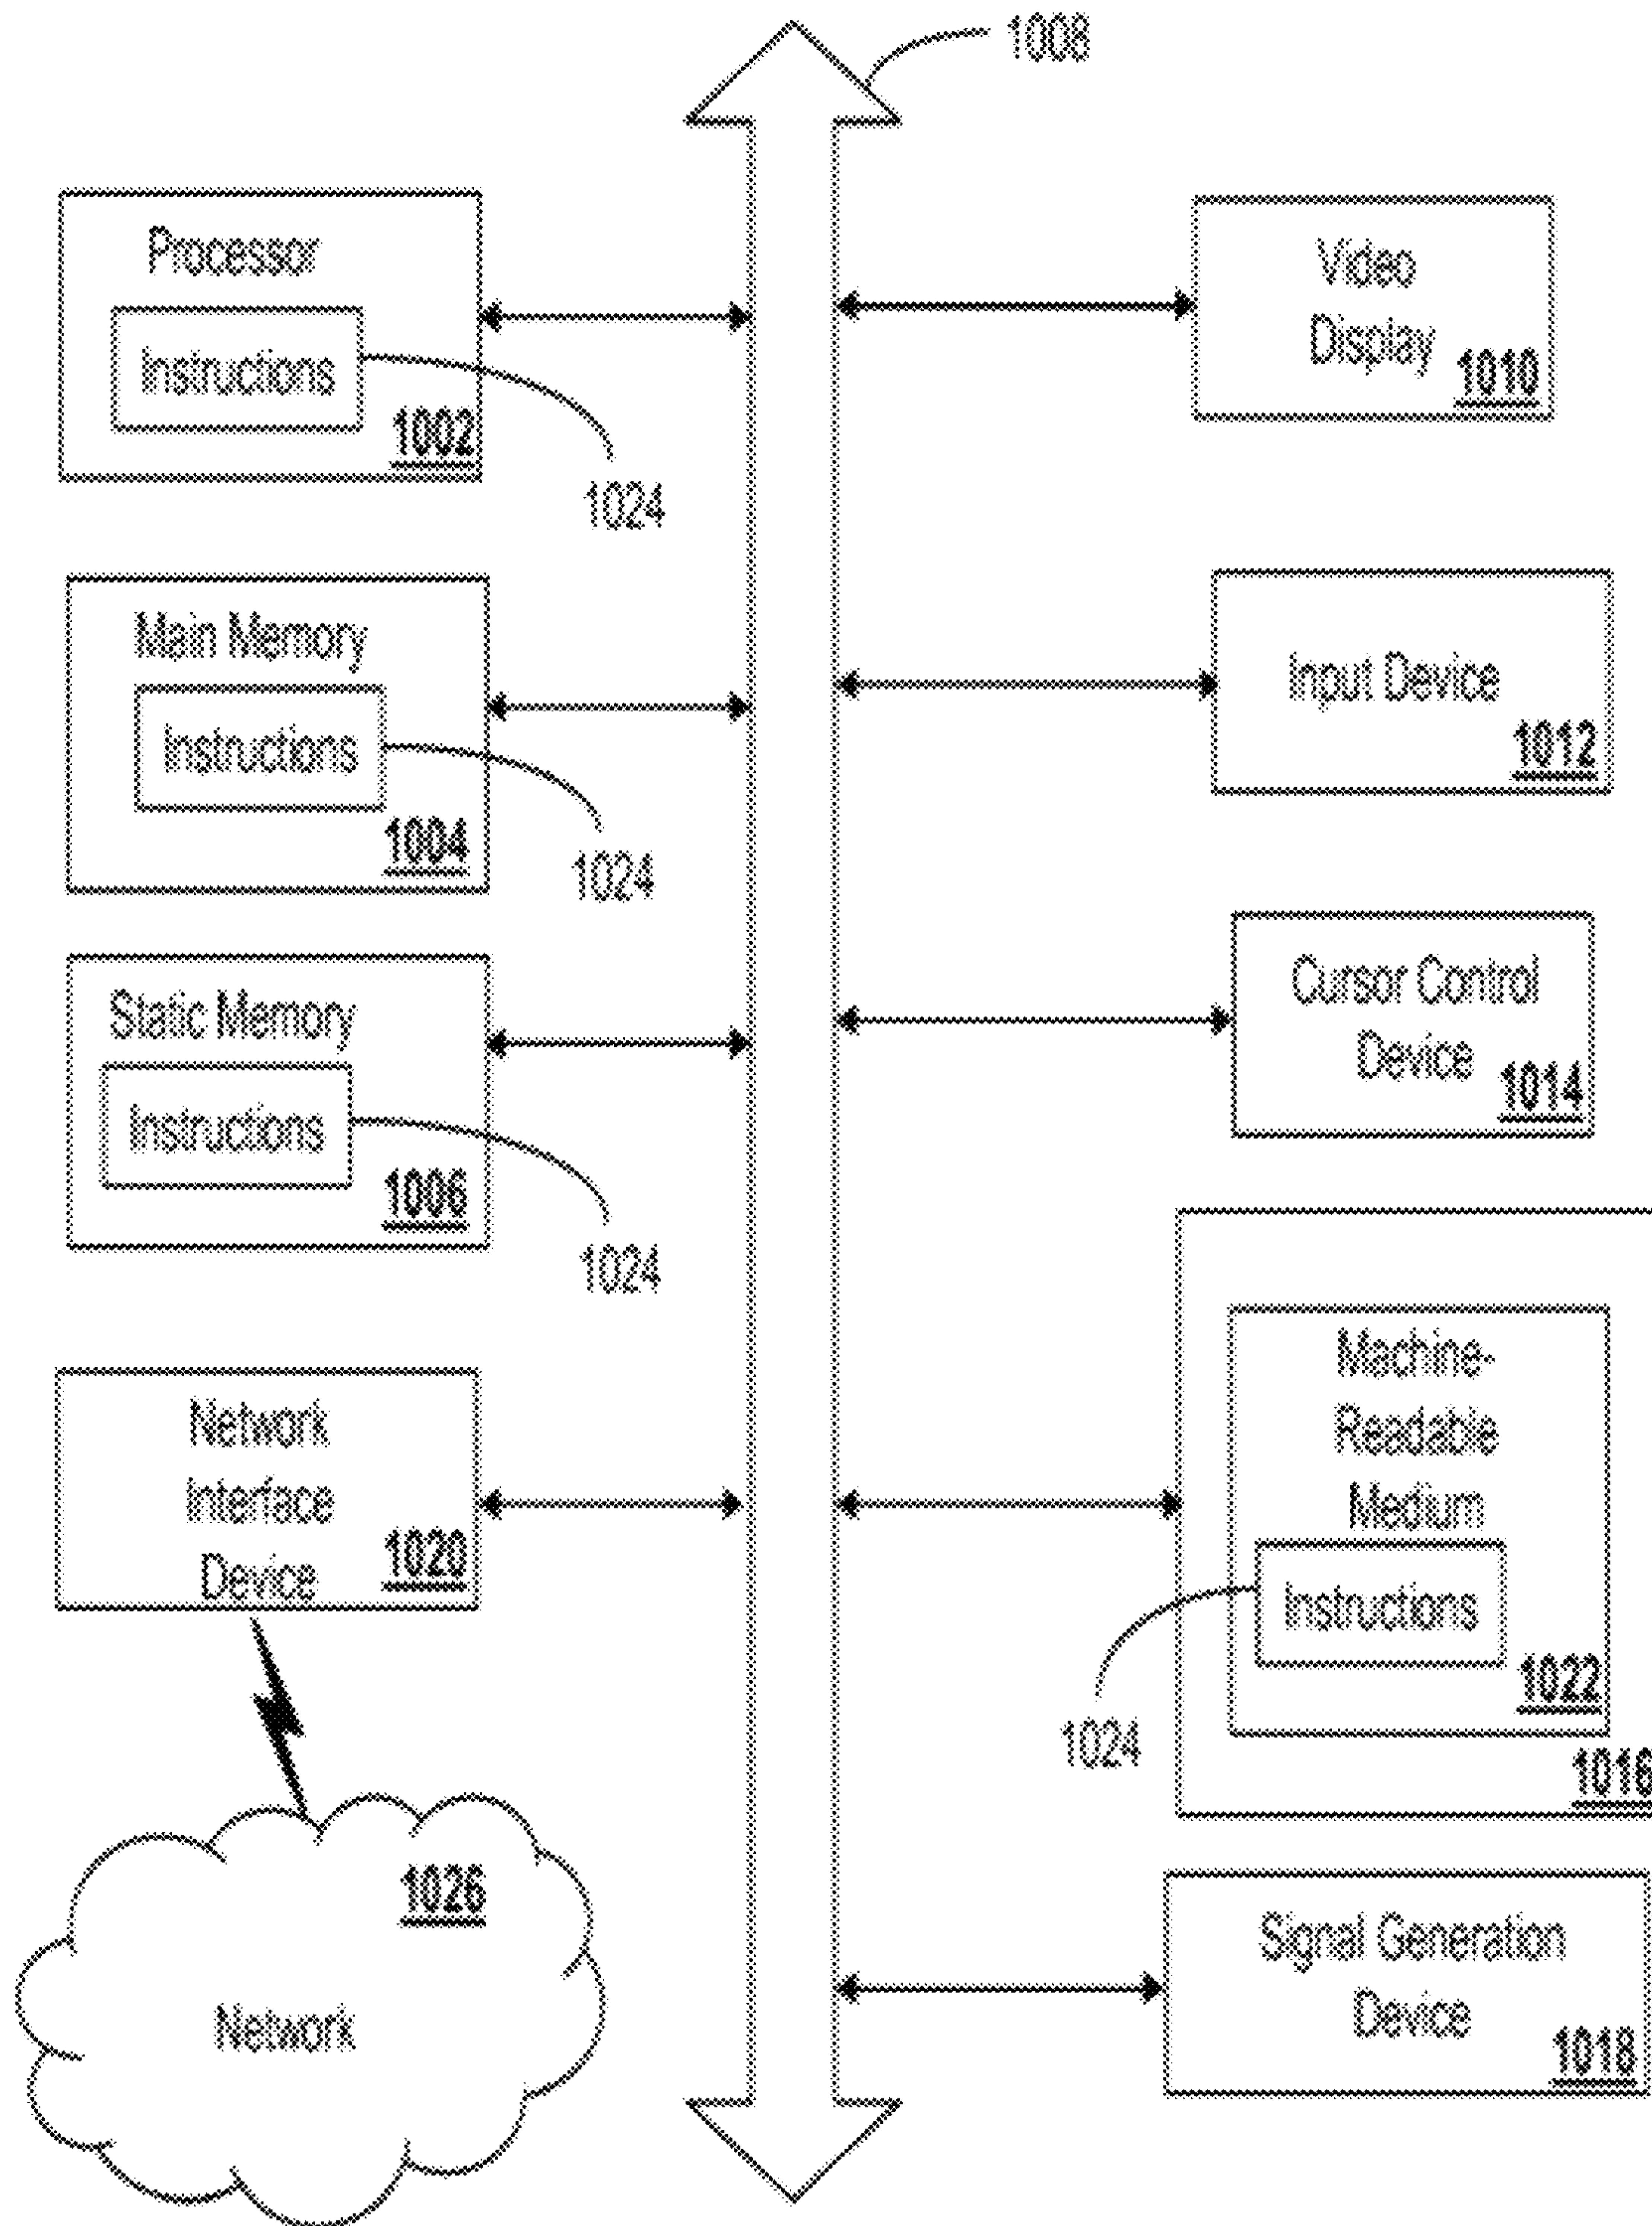 1008
Processor
Instructions
1002
1024
Main Memory
Instructions
1004
1024
Static Memory
Instructions
1006
1024
Network
Interface
Device
1020
1026
Network
Video
Display
1010
Input Device
1012
Cursor Control
Device
1014
Machine-
Readable
Medium
Instructions
1022
1024
1016
Signal Generation
Device
1018